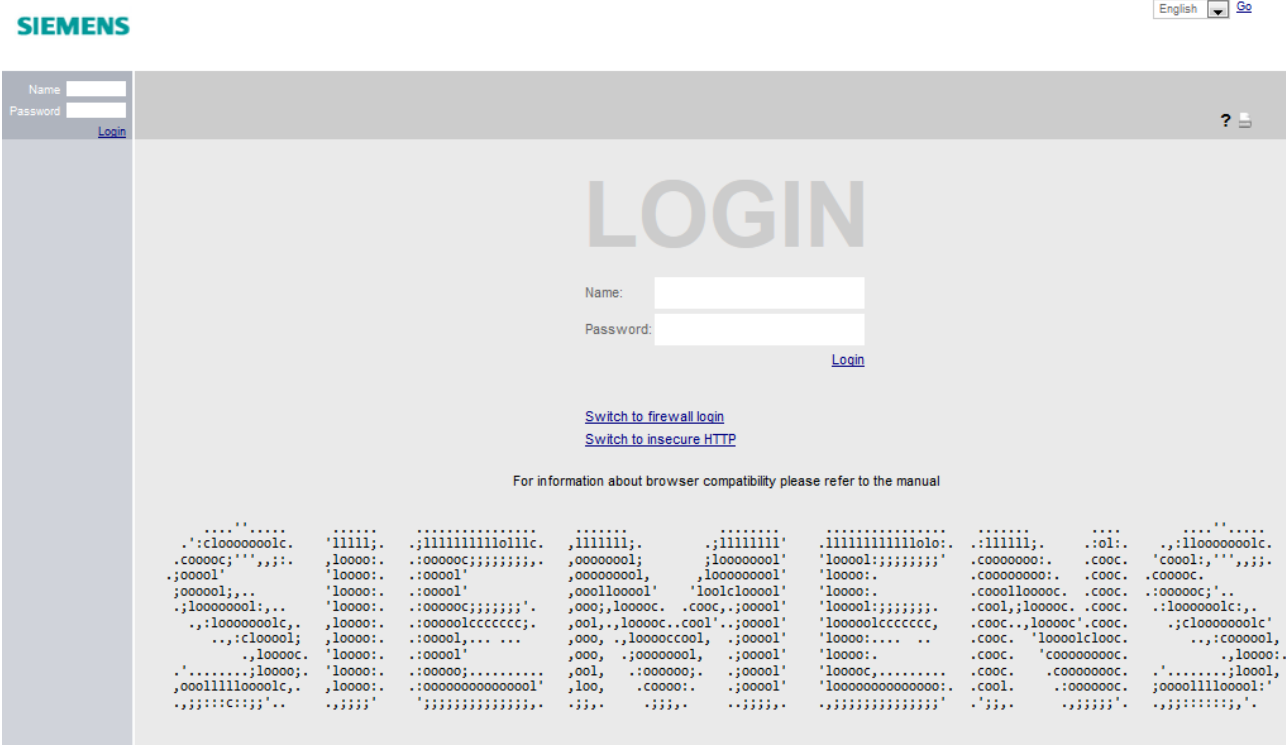 SIEMENS
English Go
Name
Password
Login
?
LOGIN
Name:
Password:
Login
Switch to firewall login
Switch to insecure HTTP
For information about browser compatibility please refer to the manual
SIEMENS